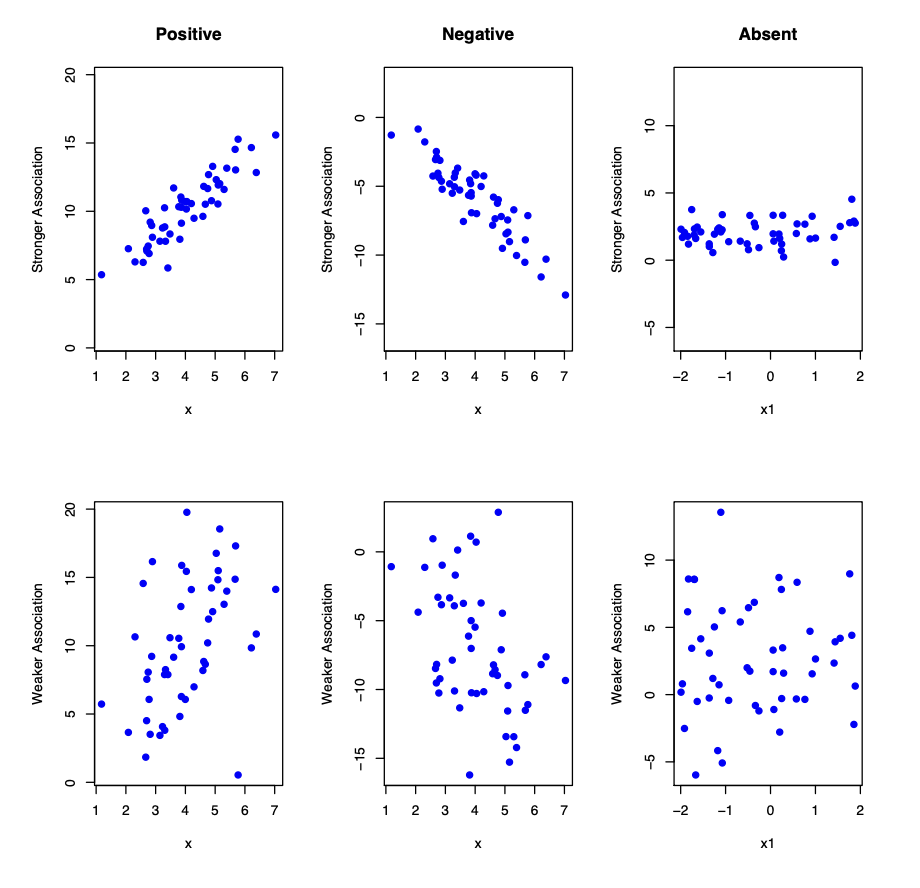 Positive
Negative
Absent
Stronger Association
0 5 10 15 20
1 2 3 4 5 6 7
x
Stronger Association
−15 −10 −5 0
1 2 3 4 5 6 7
x
Stronger Association
−5 0 5 10
−2 −1 0 1 2
x1
Weaker Association
0 5 10 15 20
1 2 3 4 5 6 7
x
Weaker Association
−15 −10 −5 0
1 2 3 4 5 6 7
x
Weaker Association
−5 0 5 10
−2 −1 0 1 2
x1